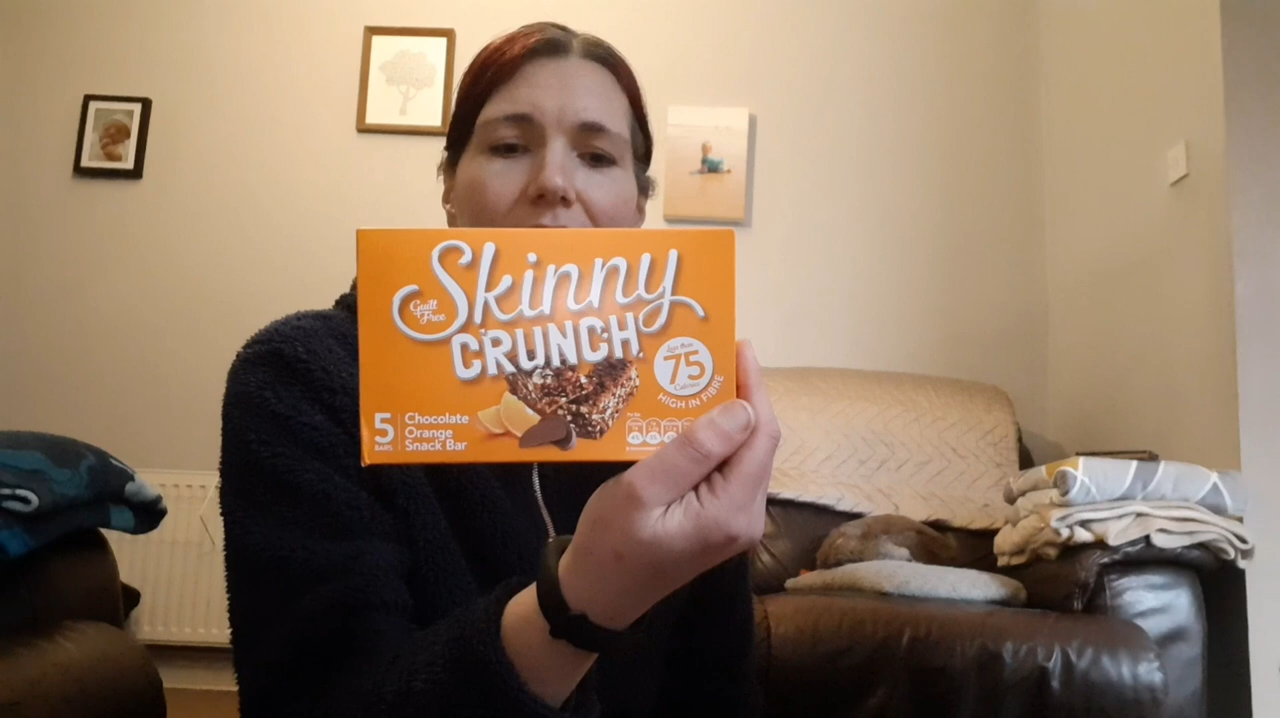 Guilt
Free
Skinny
CRUNCH
Less than
75
Calories
HIGH IN FIBRE
5
BARS
Chocolate
Orange
Snack Bar